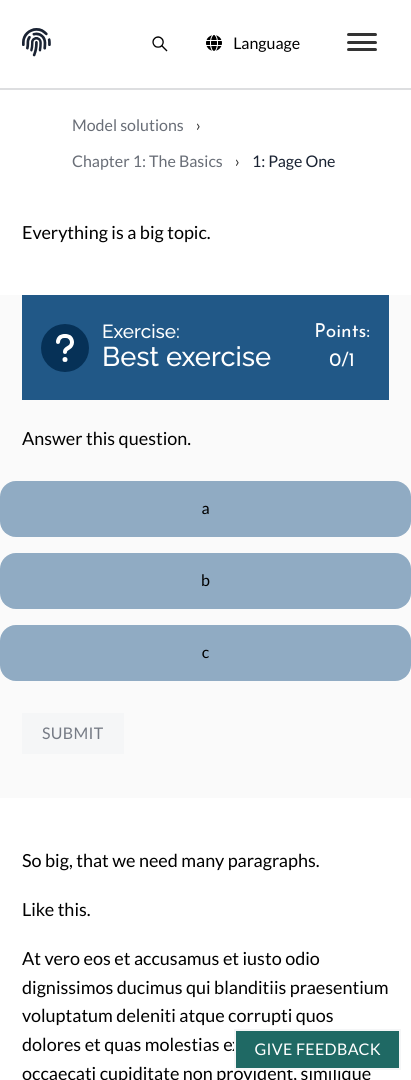 Language
Model solutions ›
Chapter 1: The Basics › 1: Page One
Everything is a big topic.
?
Exercise:
Best exercise
Points:
0/1
Answer this question.
a
b
c
SUBMIT
So big, that we need many paragraphs.
Like this.
At vero eos et accusamus et iusto odio
dignissimos ducimus qui blanditiis praesentium
voluptatum deleniti atque corrupti quos
dolores et quas molestias
GIVE FEEDBACK
occaecati cupiditate non provident, similique